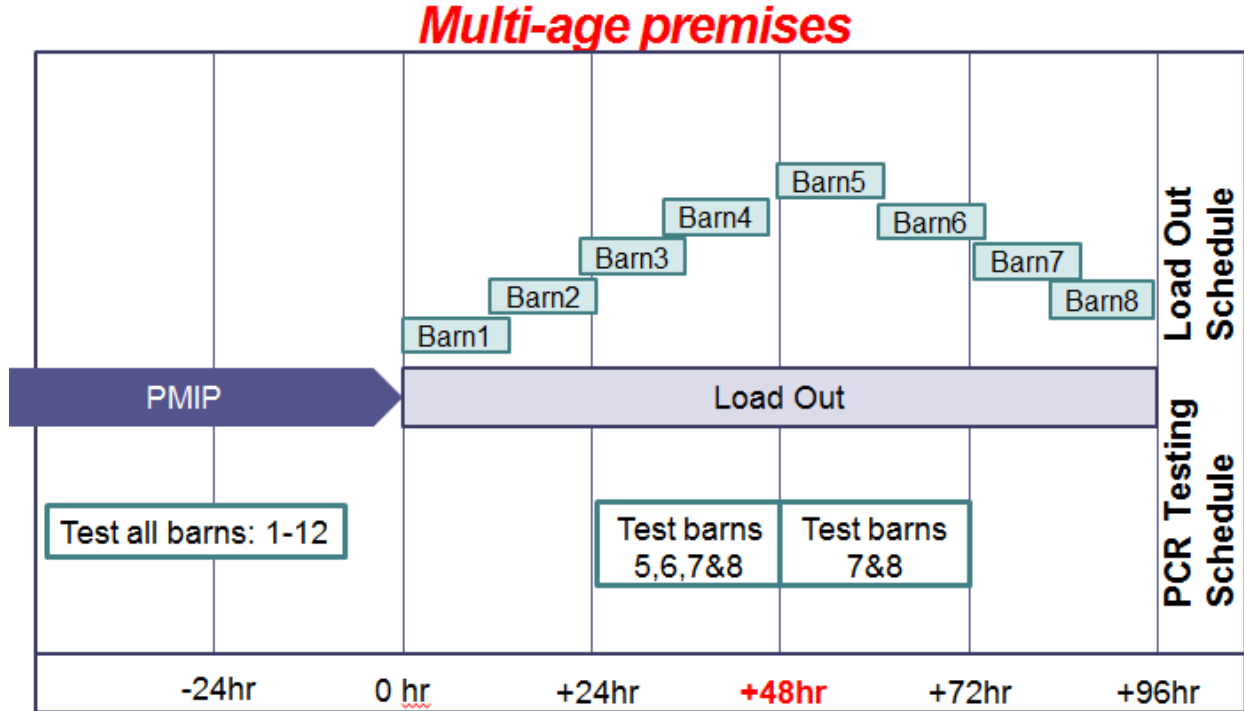 Multi-age premises
Barn5
Barn4
Barn6
Barn3
Barn7
Barn2
Barn8
Barn1
Load Out
Schedule
PMIP
Load Out
Test all barns: 1-12
Test barns
5,6,7&8
Test barns
7&8
PCR Testing
Schedule
-24hr
0 hr
+24hr
+48hr
+72hr
+96hr